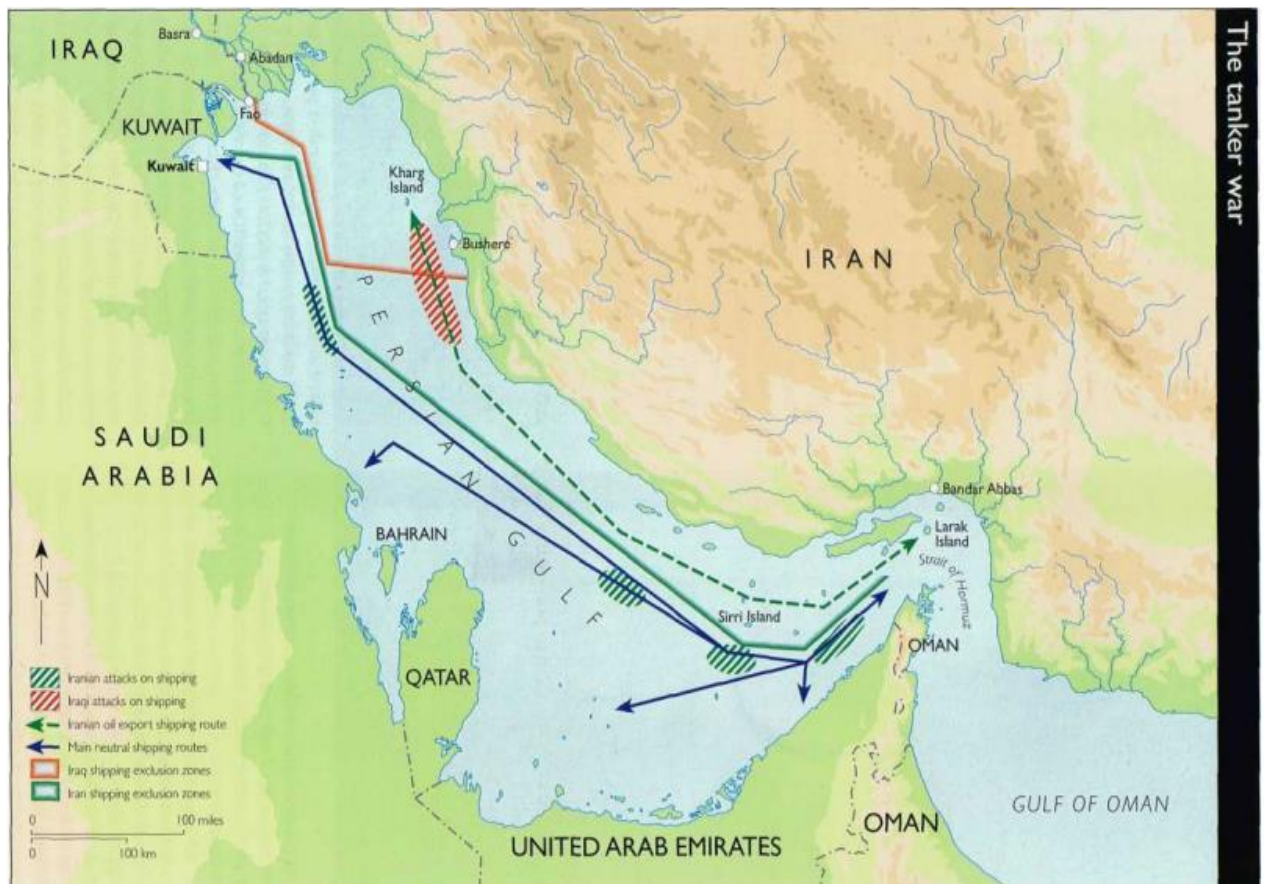 The tanker war
IRAQ
Basra
Abadan
Fao
KUWAIT
Kuwait
Kharg
Island
Bushere
IRAN
PERSIAN GULF
SAUDI
ARABIA
BAHRAIN
QATAR
Bandar Abbas
Larak
Island
Strait of Hormuz
Sirri Island
OMAN
UNITED ARAB EMIRATES
OMAN
GULF OF OMAN
N
Iranian attacks on shipping
Iraqi attacks on shipping
Iranian oil export shipping route
Main neutral shipping routes
Iraq shipping exclusion zones
Iran shipping exclusion zones
0 100 miles
0 100 km